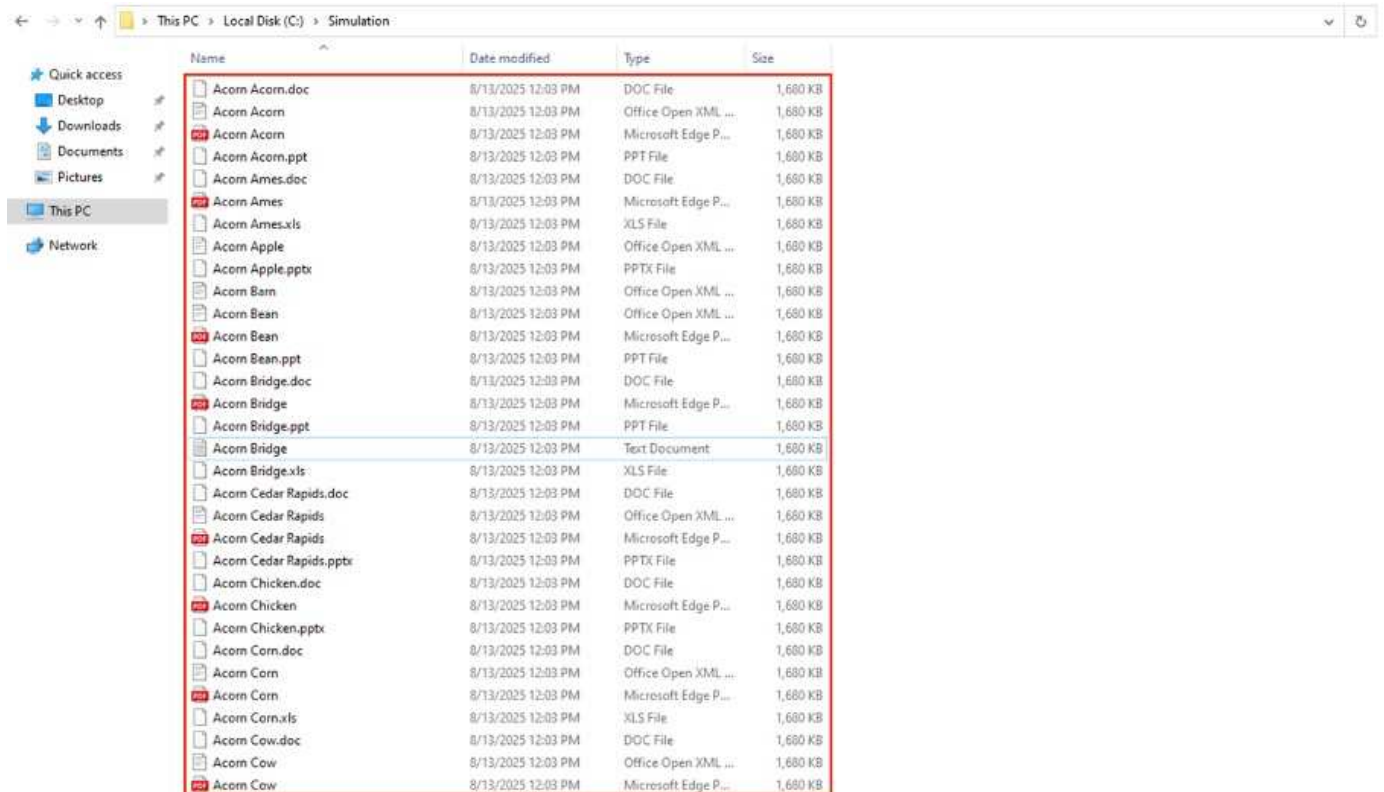 This PC > Local Disk (C:) > Simulation
Quick access
Desktop
Downloads
Documents
Pictures
This PC
Network
Name Date modified Type Size
Acorn Acorn.doc 8/13/2025 12:03 PM DOC File 1,680 KB
Acorn Acorn 8/13/2025 12:03 PM Office Open XML ... 1,680 KB
PDF Acorn Acorn 8/13/2025 12:03 PM Microsoft Edge P... 1,680 KB
Acorn Acorn.ppt 8/13/2025 12:03 PM PPT File 1,680 KB
Acorn Ames.doc 8/13/2025 12:03 PM DOC File 1,680 KB
PDF Acorn Ames 8/13/2025 12:03 PM Microsoft Edge P... 1,680 KB
Acorn Ames.xls 8/13/2025 12:03 PM XLS File 1,680 KB
Acorn Apple 8/13/2025 12:03 PM Office Open XML ... 1,680 KB
Acorn Apple.pptx 8/13/2025 12:03 PM PPTX File 1,680 KB
Acorn Barn 8/13/2025 12:03 PM Office Open XML ... 1,680 KB
Acorn Bean 8/13/2025 12:03 PM Office Open XML ... 1,680 KB
PDF Acorn Bean 8/13/2025 12:03 PM Microsoft Edge P... 1,680 KB
Acorn Bean.ppt 8/13/2025 12:03 PM PPT File 1,680 KB
Acorn Bridge.doc 8/13/2025 12:03 PM DOC File 1,680 KB
PDF Acorn Bridge 8/13/2025 12:03 PM Microsoft Edge P... 1,680 KB
Acorn Bridge.ppt 8/13/2025 12:03 PM PPT File 1,680 KB
Acorn Bridge 8/13/2025 12:03 PM Text Document 1,680 KB
Acorn Bridge.xls 8/13/2025 12:03 PM XLS File 1,680 KB
Acorn Cedar Rapids.doc 8/13/2025 12:03 PM DOC File 1,680 KB
Acorn Cedar Rapids 8/13/2025 12:03 PM Office Open XML ... 1,680 KB
PDF Acorn Cedar Rapids 8/13/2025 12:03 PM Microsoft Edge P... 1,680 KB
Acorn Cedar Rapids.pptx 8/13/2025 12:03 PM PPTX File 1,680 KB
Acorn Chicken.doc 8/13/2025 12:03 PM DOC File 1,680 KB
PDF Acorn Chicken 8/13/2025 12:03 PM Microsoft Edge P... 1,680 KB
Acorn Chicken.pptx 8/13/2025 12:03 PM PPTX File 1,680 KB
Acorn Corn.doc 8/13/2025 12:03 PM DOC File 1,680 KB
Acorn Corn 8/13/2025 12:03 PM Office Open XML ... 1,680 KB
PDF Acorn Corn 8/13/2025 12:03 PM Microsoft Edge P... 1,680 KB
Acorn Corn.xls 8/13/2025 12:03 PM XLS File 1,680 KB
Acorn Cow.doc 8/13/2025 12:03 PM DOC File 1,680 KB
Acorn Cow 8/13/2025 12:03 PM Office Open XML ... 1,680 KB
PDF Acorn Cow 8/13/2025 12:03 PM Microsoft Edge P... 1,680 KB